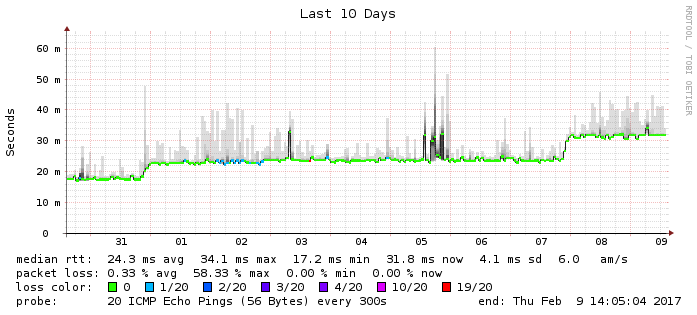 Last 10 Days
RRDTOOL / TOBI OETIKER
Seconds
60 m
50 m
40 m
30 m
20 m
10 m
0
31 01 02 03 04 05 06 07 08 09
median rtt: 24.3 ms avg 34.1 ms max 17.2 ms min 31.8 ms now 4.1 ms sd 6.0 am/s
packet loss: 0.33 % avg 58.33 % max 0.00 % min 0.00 % now
loss color: 0 1/20 2/20 3/20 4/20 10/20 19/20
probe: 20 ICMP Echo Pings (56 Bytes) every 300s end: Thu Feb 9 14:05:04 2017